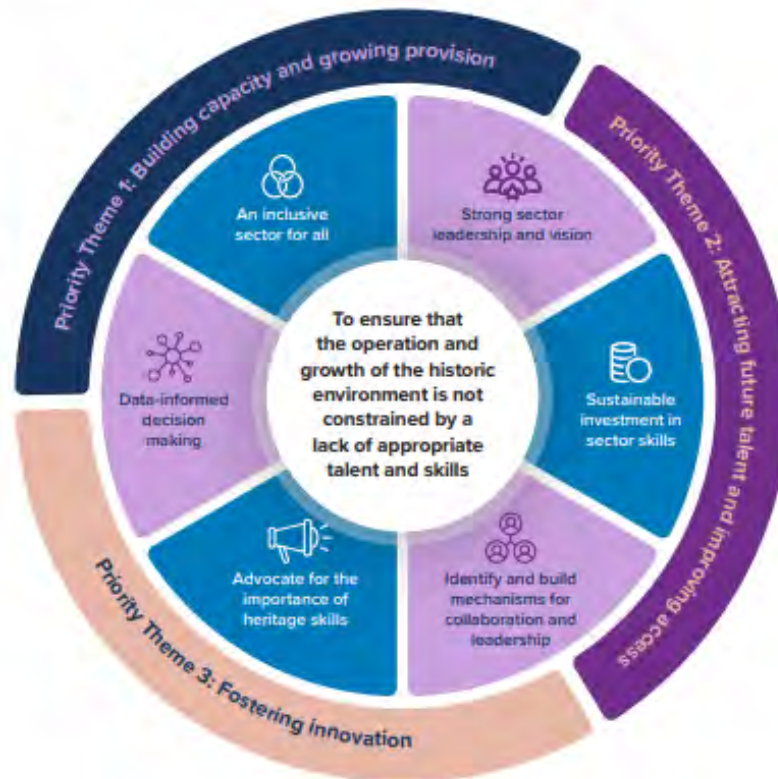 Priority Theme 1: Building capacity and growing provision
Priority Theme 2: Attracting future talent and improving access
Priority Theme 3: Fostering innovation
An inclusive
sector for all
Strong sector
leadership and vision
Sustainable
investment in
sector skills
Identify and build
mechanisms for
collaboration and
leadership
Advocate for the
importance of
heritage skills
Data-informed
decision
making
To ensure that
the operation and
growth of the historic
environment is not
constrained by a
lack of appropriate
talent and skills